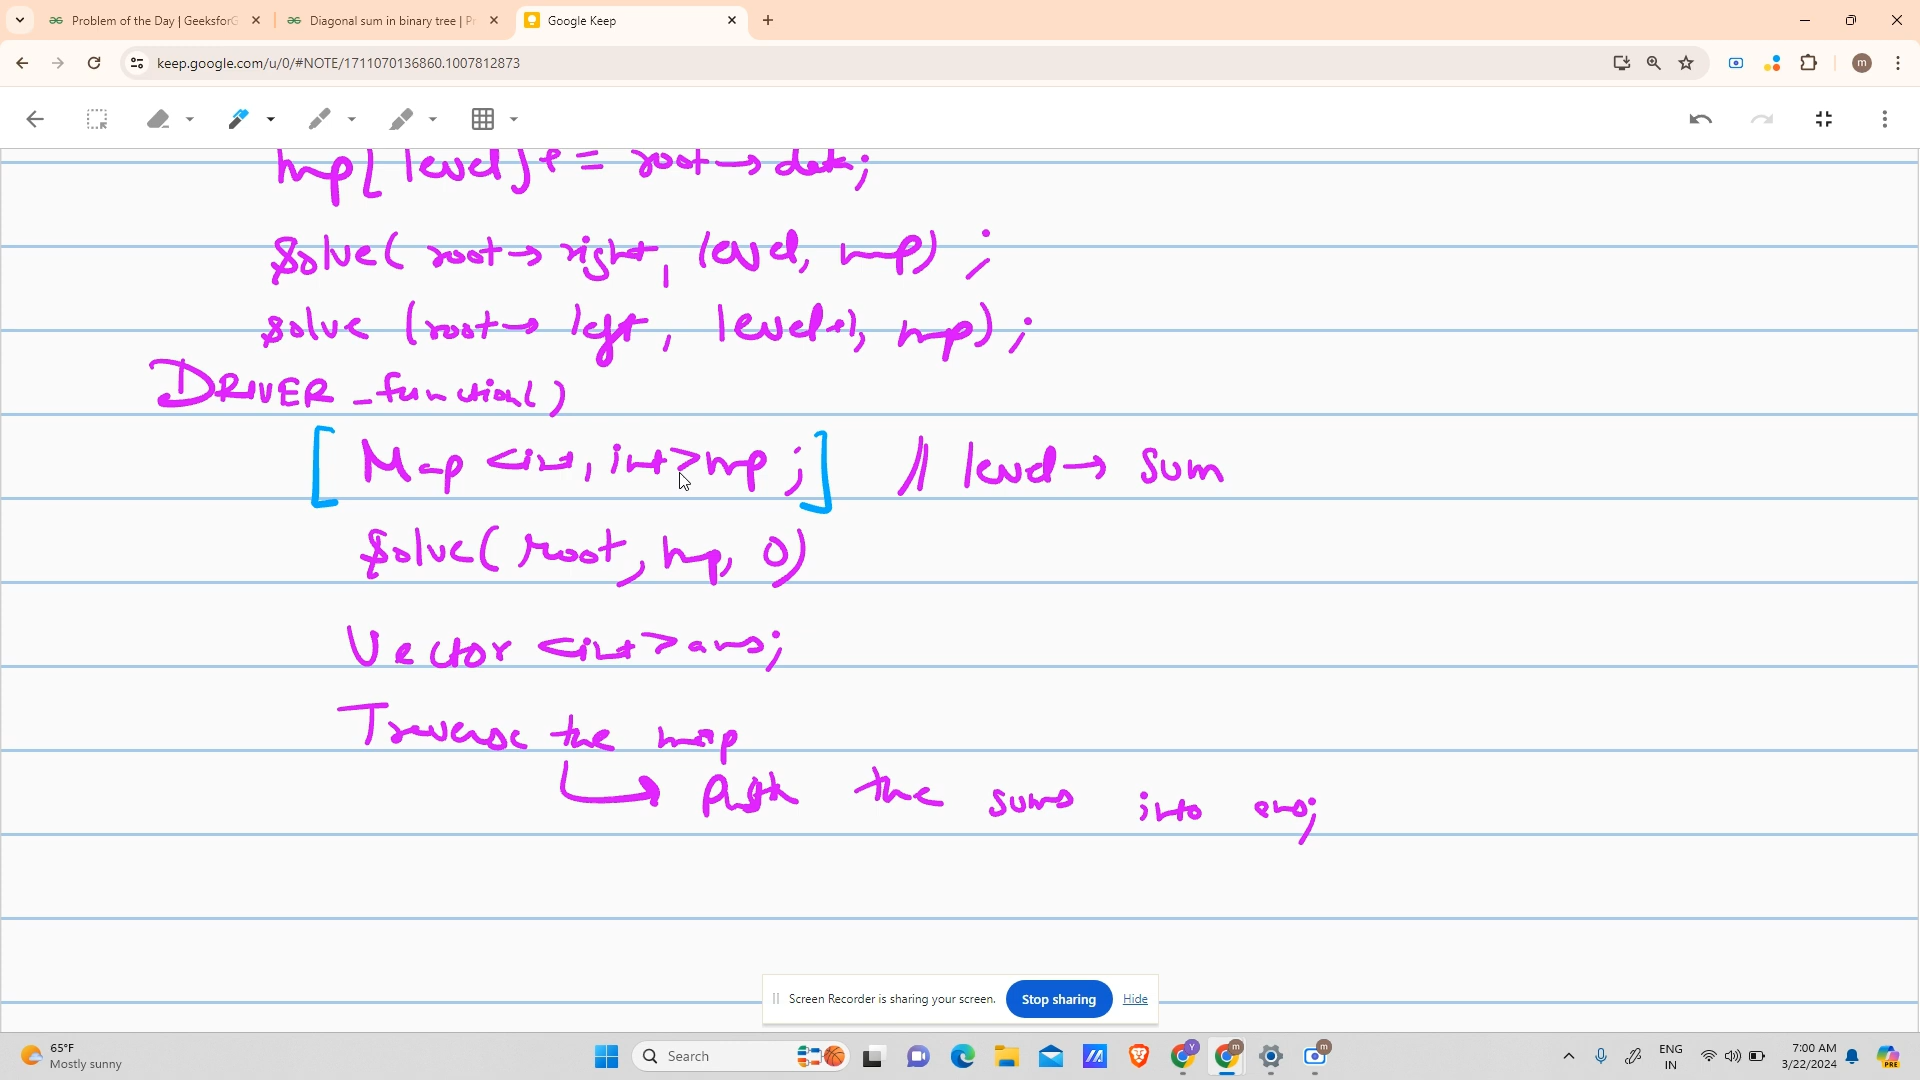 Problem of the Day | GeeksforG
Diagonal sum in binary tree | Pr
Google Keep
keep.google.com/u/0/#NOTE/1711070136860.1007812873
mp[level] += root→data;
solve( root→right, level, mp) ;
solve (root→ left, level+1, mp) ;
DRIVER_function()
[ Map <int, int>mp ; ] // level→ sum
solve( root, mp, 0)
Vector <int>ans;
Traverse the map
↳ Push the sums into ans;
Screen Recorder is sharing your screen. Stop sharing Hide
65°F
Mostly sunny
Search
ENG
IN
7:00 AM
3/22/2024
PRE